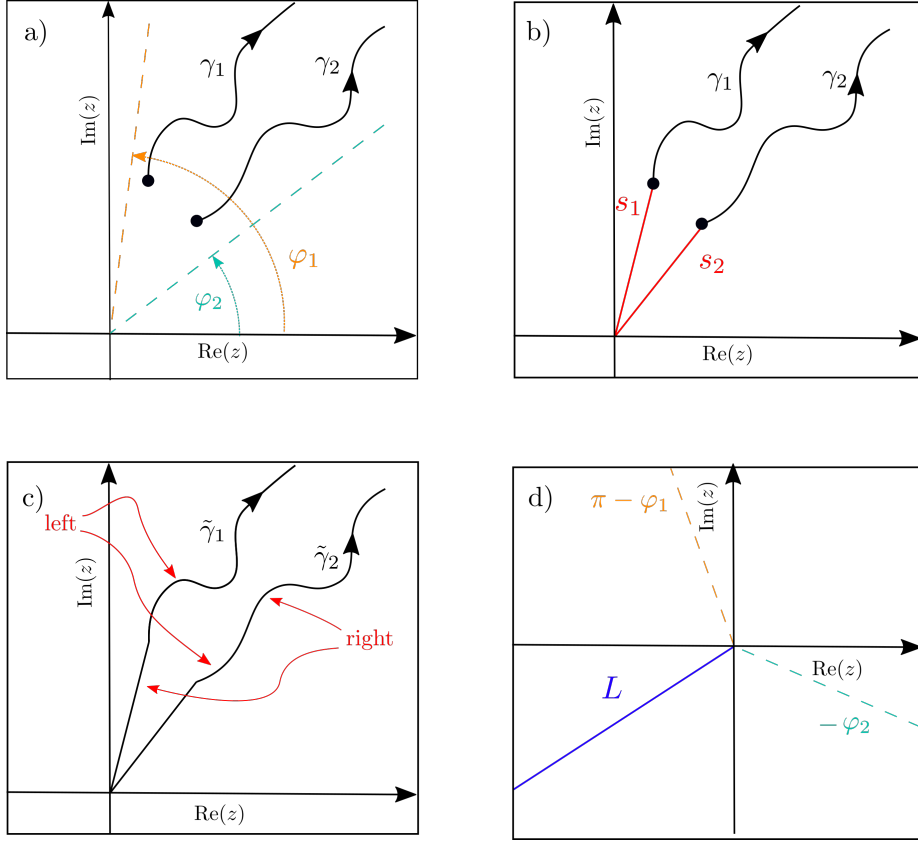 a)
Im(z)
γ₁
γ₂
φ₁
φ₂
Re(z)
b)
Im(z)
γ₁
γ₂
s₁
s₂
Re(z)
c)
left
Im(z)
γ̃₁
γ̃₂
right
Re(z)
d)
π − φ₁
Im(z)
Re(z)
L
−φ₂